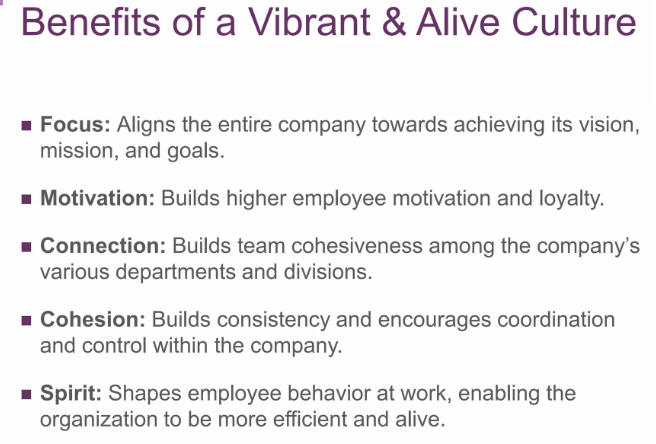 Benefits of a Vibrant & Alive Culture
Focus: Aligns the entire company towards achieving its vision,
mission, and goals.
Motivation: Builds higher employee motivation and loyalty.
Connection: Builds team cohesiveness among the company's
various departments and divisions.
Cohesion: Builds consistency and encourages coordination
and control within the company.
Spirit: Shapes employee behavior at work, enabling the
organization to be more efficient and alive.